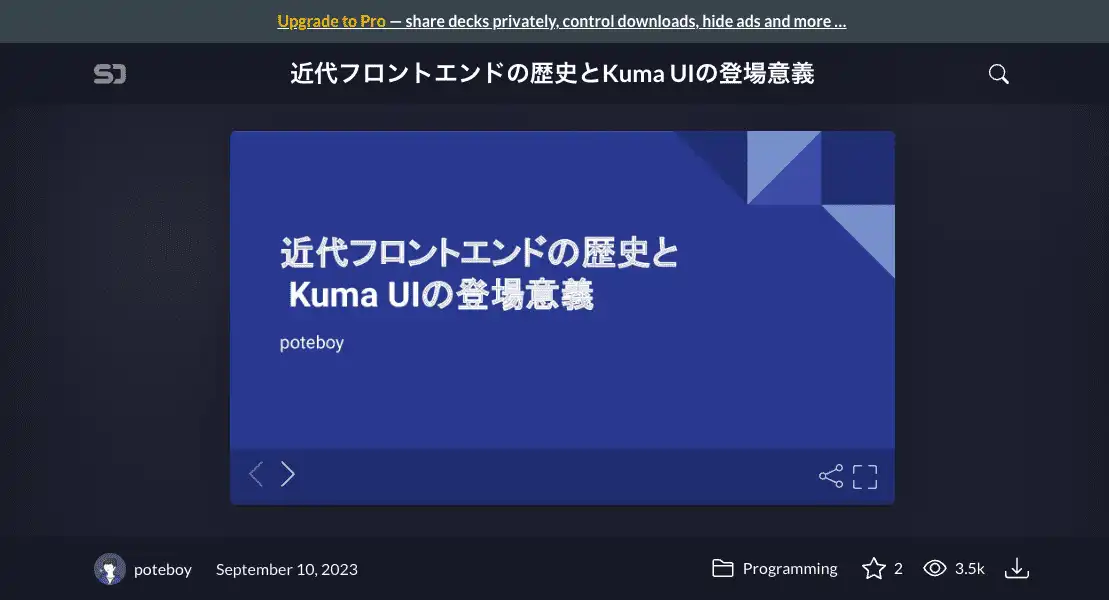 Upgrade to Pro — share decks privately, control downloads, hide ads and more …
SD
近代フロントエンドの歴史とKuma UIの登場意義
近代フロントエンドの歴史と
Kuma UIの登場意義
poteboy
poteboy
September 10, 2023
Programming
2
3.5k